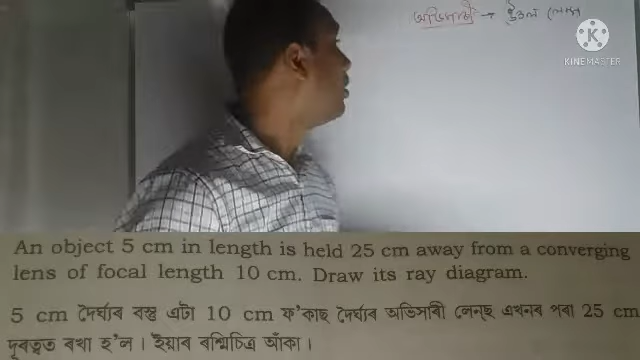 অভিসাৰী → উত্তল লেন্স
KINEMASTER
An object 5 cm in length is held 25 cm away from a converging
lens of focal length 10 cm. Draw its ray diagram.
5 cm দৈৰ্ঘ্যৰ বস্তু এটা 10 cm ফ'কাছ দৈৰ্ঘ্যৰ অভিসাৰী লেন্ছ এখনৰ পৰা 25 cm
দূৰত্বত ৰখা হ'ল। ইয়াৰ ৰশ্মিচিত্ৰ আঁকা।